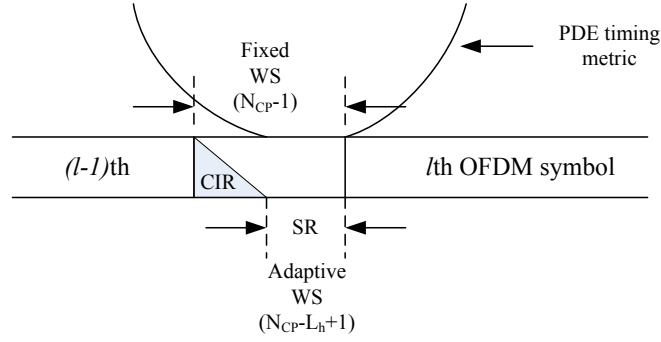 PDE timing
metric
Fixed
WS
(N_CP-1)
(l-1)th
CIR
lth OFDM symbol
SR
Adaptive
WS
(N_CP-L_h+1)